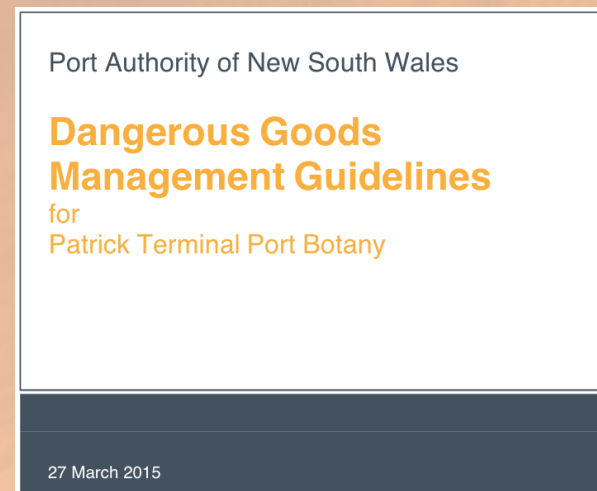 Port Authority of New South Wales
Dangerous Goods
Management Guidelines
for
Patrick Terminal Port Botany
27 March 2015